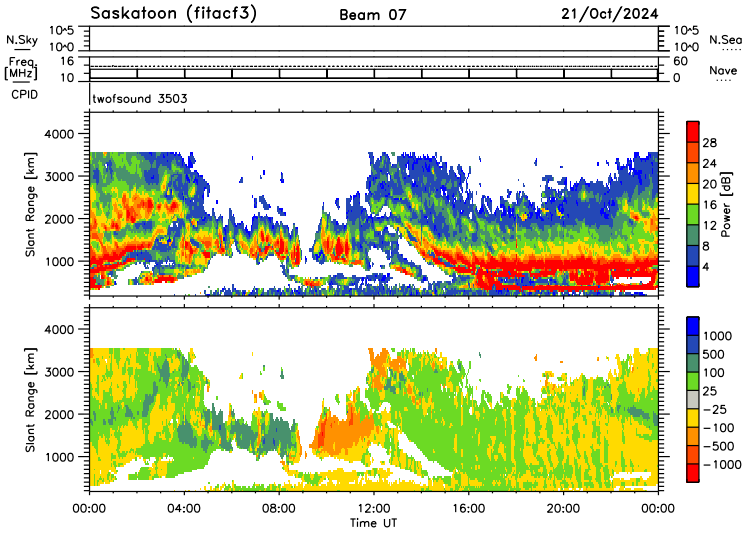 Saskatoon (fitacf3) Beam 07 21/Oct/2024
10^5 10^5
N.Sky N.Sea
10^0 10^0
Freq. 16 60
[MHz] Nave
10 0
CPID
twofsound 3503
4000
3000
2000
1000
Slant Range [km]
28
24
20
16
12
8
4
Power [dB]
4000
3000
2000
1000
Slant Range [km]
1000
500
100
25
-25
-100
-500
-1000
00:00 04:00 08:00 12:00 16:00 20:00 00:00
Time UT